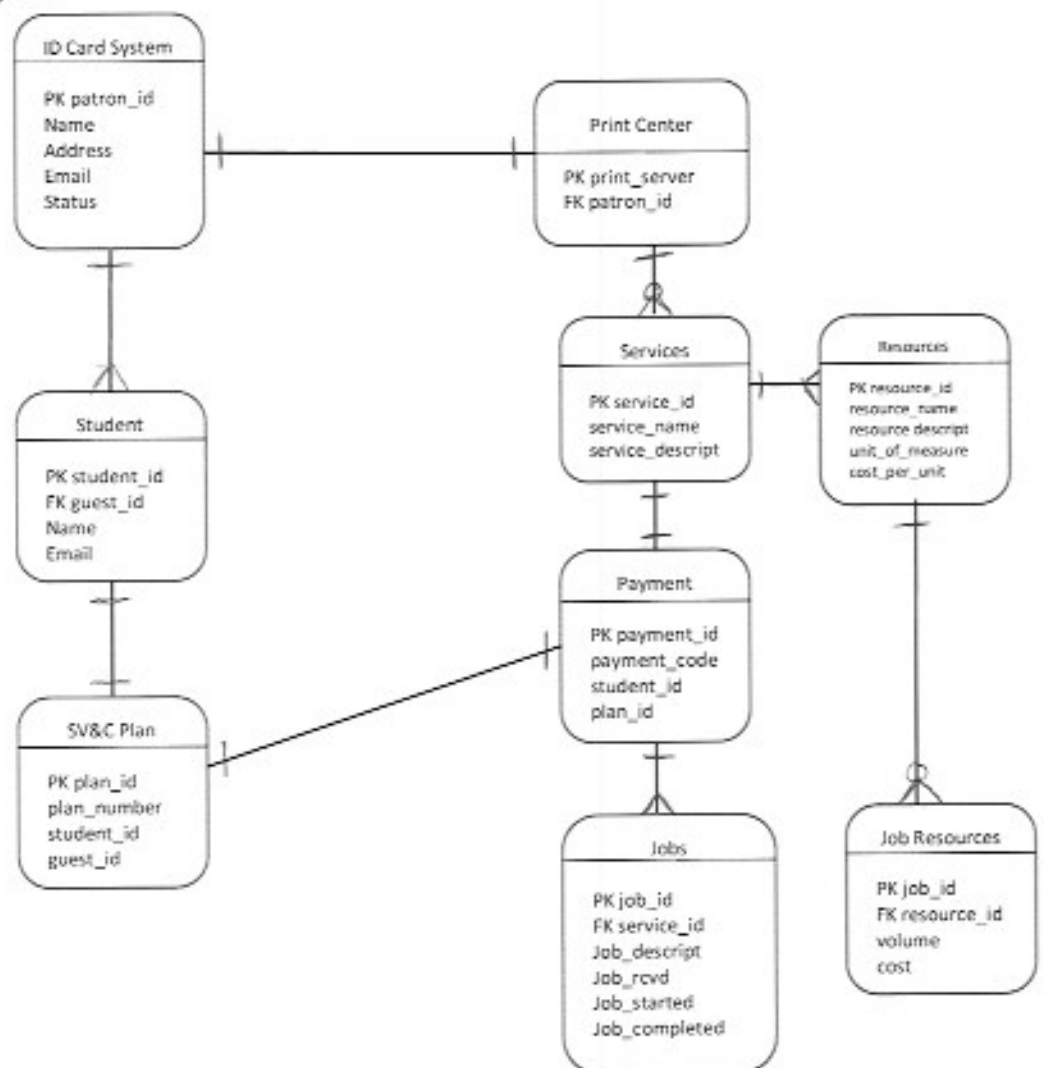 ID Card System
PK patron_id
Name
Address
Email
Status
Print Center
PK print_server
FK patron_id
Services
PK service_id
service_name
service_descript
Resources
PK resource_id
resource_name
resource descript
unit_of_measure
cost_per_unit
Student
PK student_id
FK guest_id
Name
Email
Payment
PK payment_id
payment_code
student_id
plan_id
SV&C Plan
PK plan_id
plan_number
student_id
guest_id
Jobs
PK job_id
FK service_id
Job_descript
Job_rcvd
Job_started
Job_completed
Job Resources
PK job_id
FK resource_id
volume
cost